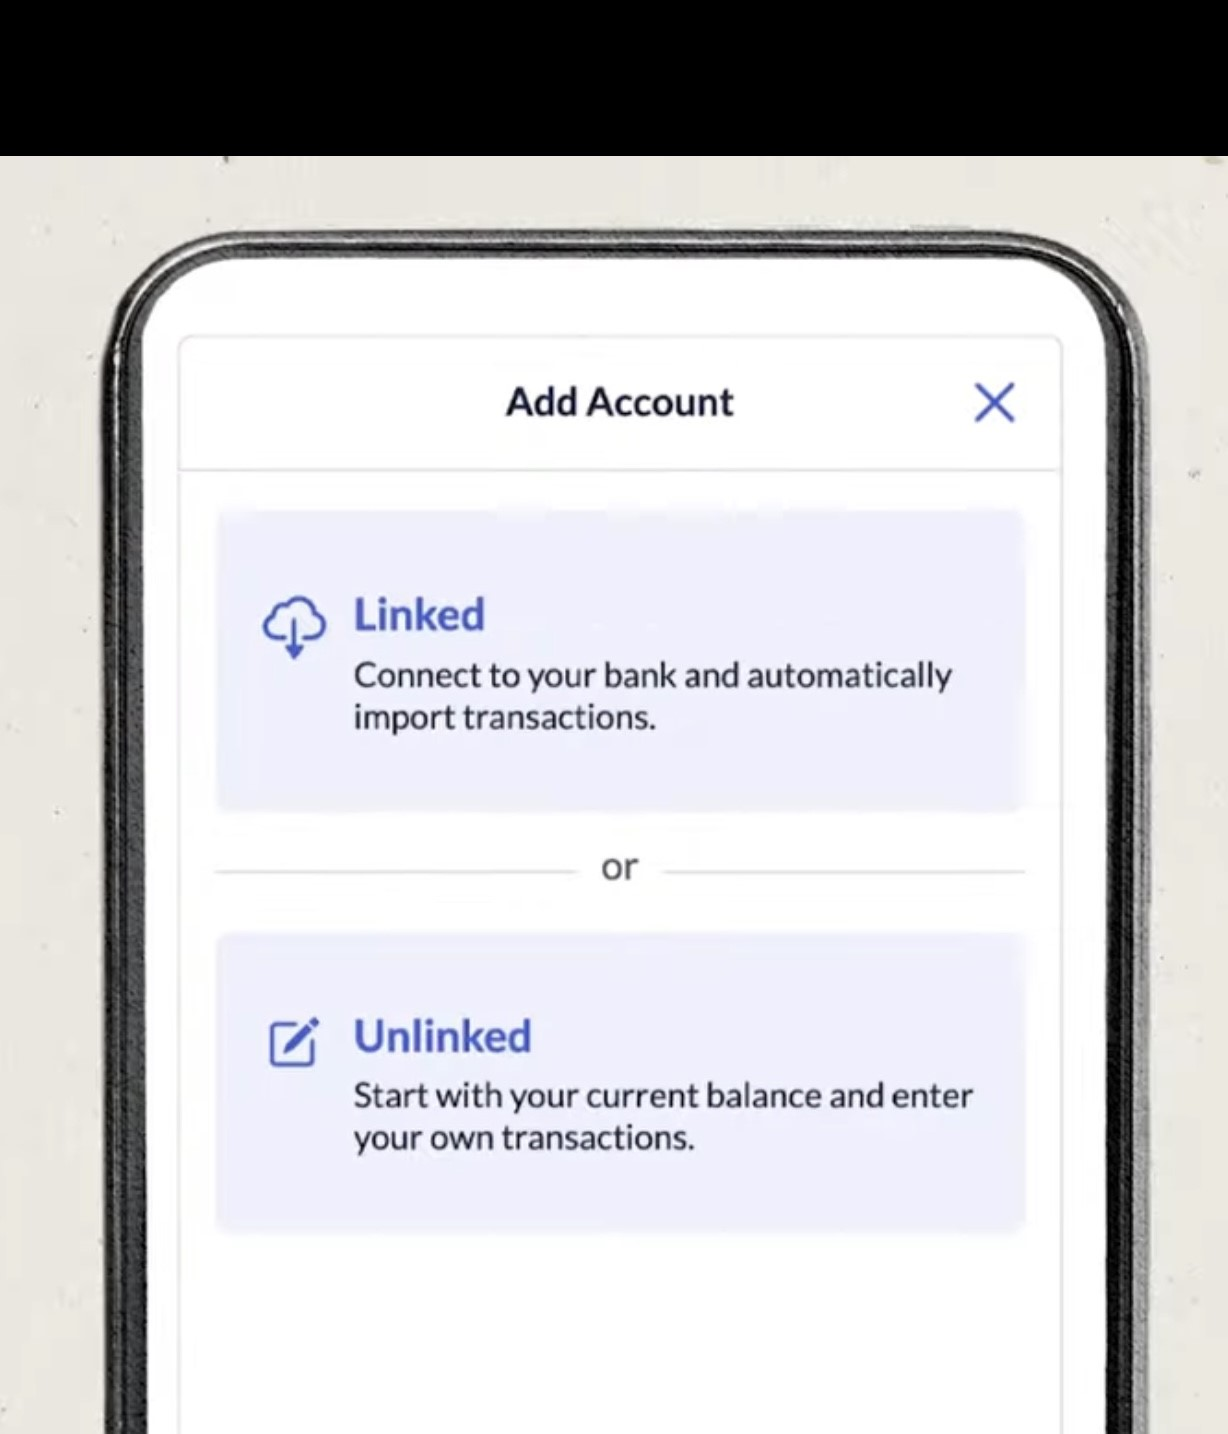 Add Account
Linked
Connect to your bank and automatically
import transactions.
or
Unlinked
Start with your current balance and enter
your own transactions.